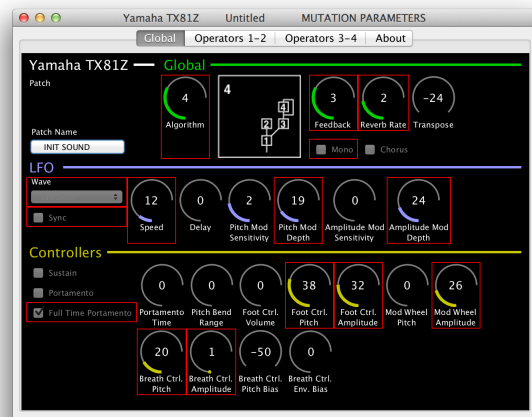 Yamaha TX81Z Untitled MUTATION PARAMETERS
Global Operators 1-2 Operators 3-4 About
Yamaha TX81Z Global
Patch
4
4
3
2
-24
4
2 3
1
Algorithm Feedback Reverb Rate Transpose
Patch Name
INIT SOUND
Mono Chorus
LFO
Wave
12 0 2 19 0 24
Sync
Speed Delay Pitch Mod Sensitivity Pitch Mod Depth Amplitude Mod Sensitivity Amplitude Mod Depth
Controllers
Sustain
Portamento
Full Time Portamento
0 0 0 38 32 0 26
Portamento Time Pitch Bend Range Foot Ctrl. Volume Foot Ctrl. Pitch Foot Ctrl. Amplitude Mod Wheel Pitch Mod Wheel Amplitude
20 1 -50 0
Breath Ctrl. Pitch Breath Ctrl. Amplitude Breath Ctrl. Pitch Bias Breath Ctrl. Env. Bias